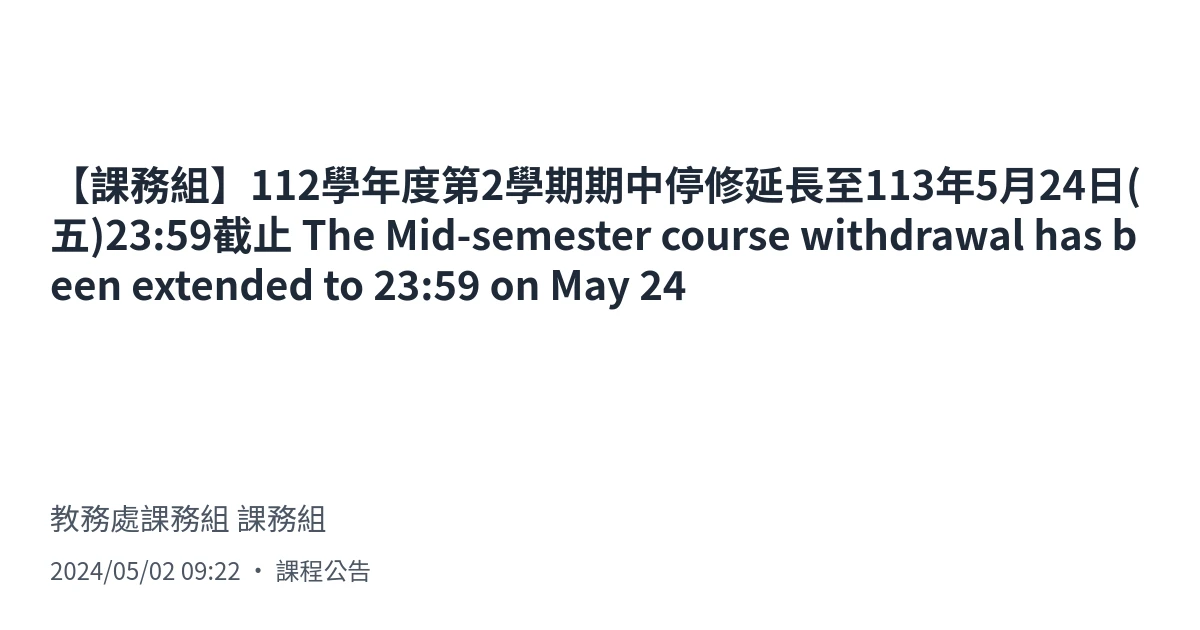 【課務組】112學年度第2學期期中停修延長至113年5月24日(
五)23:59截止 The Mid-semester course withdrawal has b
een extended to 23:59 on May 24
教務處課務組 課務組
2024/05/02 09:22 ・ 課程公告